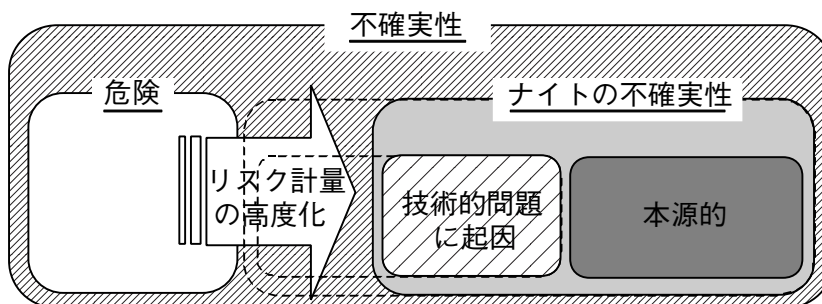 不確実性
危険
ナイトの不確実性
リスク計量
の高度化
技術的問題
に起因
本源的